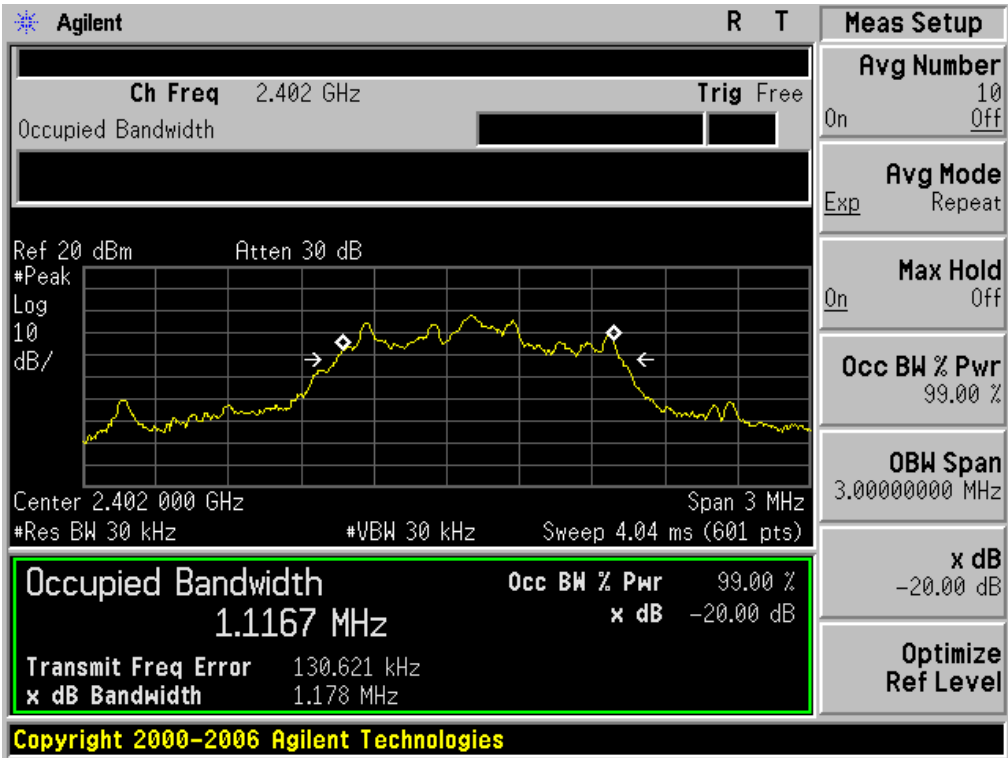 Agilent R T
Ch Freq 2.402 GHz Trig Free
Occupied Bandwidth
Ref 20 dBm Atten 30 dB
#Peak
Log
10
dB/
Center 2.402 000 GHz Span 3 MHz
#Res BW 30 kHz #VBW 30 kHz Sweep 4.04 ms (601 pts)
Occupied Bandwidth
1.1167 MHz
Occ BW % Pwr 99.00 %
x dB -20.00 dB
Transmit Freq Error 130.621 kHz
x dB Bandwidth 1.178 MHz
Copyright 2000-2006 Agilent Technologies
Meas Setup
Avg Number
10
On Off
Avg Mode
Exp Repeat
Max Hold
On Off
Occ BW % Pwr
99.00 %
OBW Span
3.00000000 MHz
x dB
-20.00 dB
Optimize
Ref Level